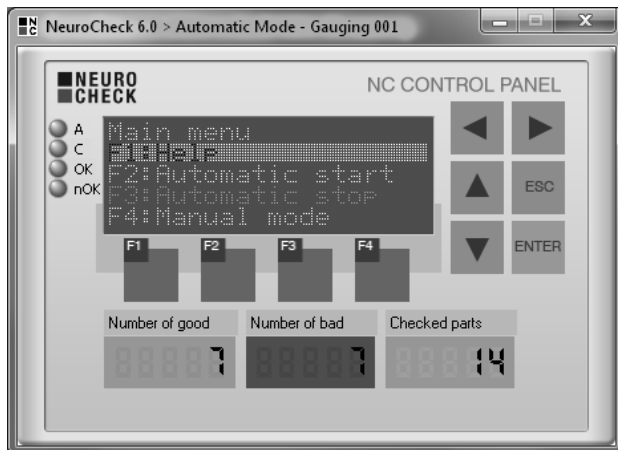 NeuroCheck 6.0 > Automatic Mode - Gauging 001
NEURO
CHECK
NC CONTROL PANEL
A
C
OK
nOK
Main menu
F1:Help
F2:Automatic start
F3:Automatic stop
F4:Manual mode
ESC
ENTER
F1 F2 F3 F4
Number of good Number of bad Checked parts
7 7 14